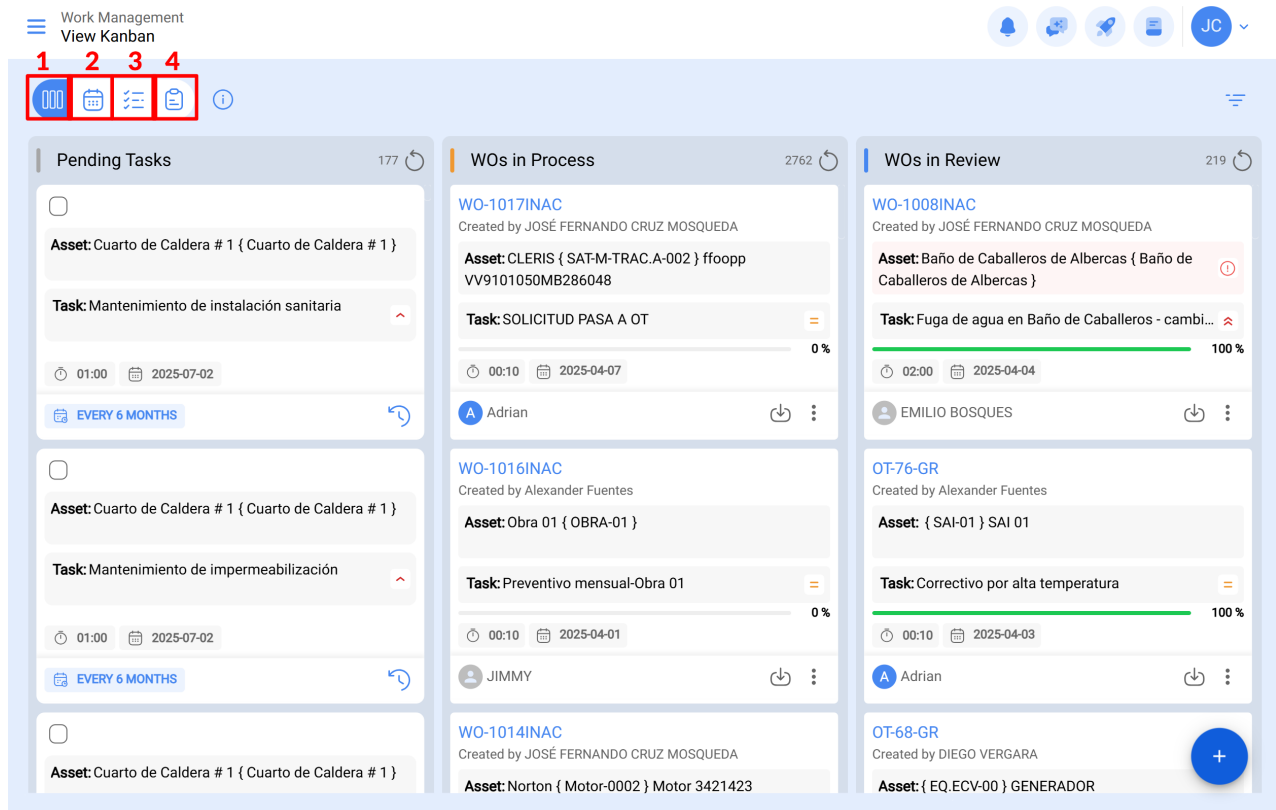 Work Management
View Kanban
JC
1 2 3 4
Pending Tasks 177
Asset: Cuarto de Caldera # 1 { Cuarto de Caldera # 1 }
Task: Mantenimiento de instalación sanitaria
01:00 2025-07-02
EVERY 6 MONTHS
Asset: Cuarto de Caldera # 1 { Cuarto de Caldera # 1 }
Task: Mantenimiento de impermeabilización
01:00 2025-07-02
EVERY 6 MONTHS
Asset: Cuarto de Caldera # 1 { Cuarto de Caldera # 1 }
WOs in Process 2762
WO-1017INAC
Created by JOSÉ FERNANDO CRUZ MOSQUEDA
Asset: CLERIS { SAT-M-TRAC.A-002 } ffoopp
VV9101050MB286048
Task: SOLICITUD PASA A OT
0 %
00:10 2025-04-07
A Adrian
WO-1016INAC
Created by Alexander Fuentes
Asset: Obra 01 { OBRA-01 }
Task: Preventivo mensual-Obra 01
0 %
00:10 2025-04-01
JIMMY
WO-1014INAC
Created by JOSÉ FERNANDO CRUZ MOSQUEDA
Asset: Norton { Motor-0002 } Motor 3421423
WOs in Review 219
WO-1008INAC
Created by JOSÉ FERNANDO CRUZ MOSQUEDA
Asset: Baño de Caballeros de Albercas { Baño de
Caballeros de Albercas }
Task: Fuga de agua en Baño de Caballeros - cambi...
100 %
02:00 2025-04-04
EMILIO BOSQUES
OT-76-GR
Created by Alexander Fuentes
Asset: { SAI-01 } SAI 01
Task: Correctivo por alta temperatura
100 %
00:10 2025-04-03
A Adrian
OT-68-GR
Created by DIEGO VERGARA
Asset: { EQ.ECV-00 } GENERADOR